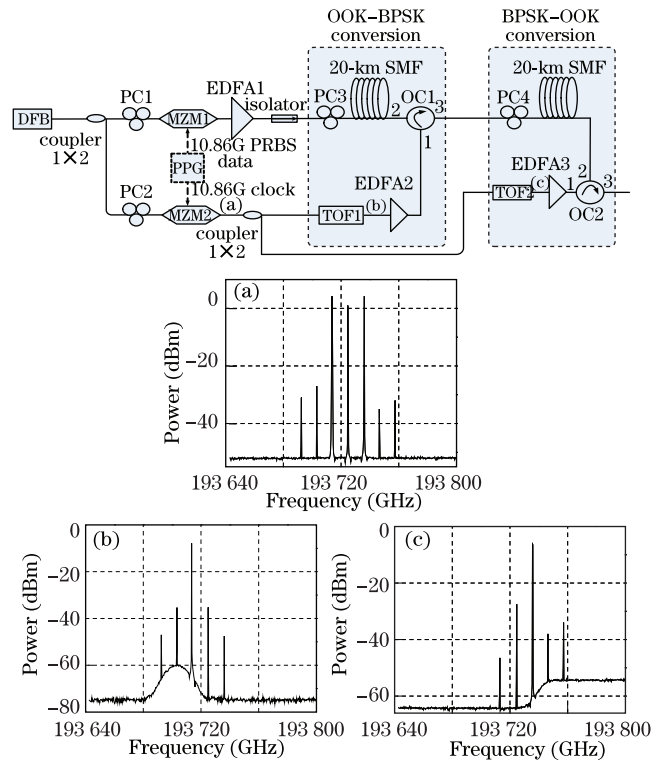 OOK–BPSK conversion
BPSK–OOK conversion
20-km SMF
20-km SMF
EDFA1
isolator
PC1
PC3
OC1
PC4
DFB
MZM1
2
3
1
coupler
1×2
10.86G PRBS
data
PPG
10.86G clock
PC2
MZM2
(a)
coupler
1×2
TOF1
(b)
EDFA2
EDFA3
TOF2
(c)
1
2
3
OC2
(a)
0
−20
−40
Power (dBm)
193 640
193 720
193 800
Frequency (GHz)
(b)
0
−20
−40
−60
−80
Power (dBm)
193 640
193 720
193 800
Frequency (GHz)
(c)
0
−20
−40
−60
Power (dBm)
193 640
193 720
193 800
Frequency (GHz)